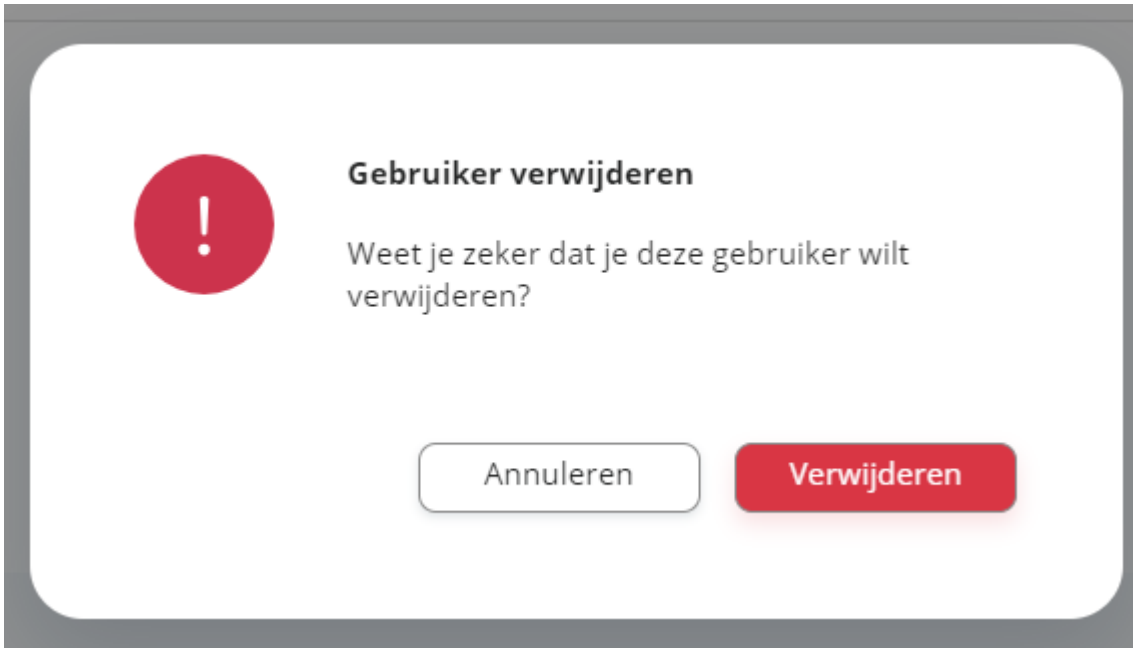 !
Gebruiker verwijderen
Weet je zeker dat je deze gebruiker wilt
verwijderen?
Annuleren
Verwijderen